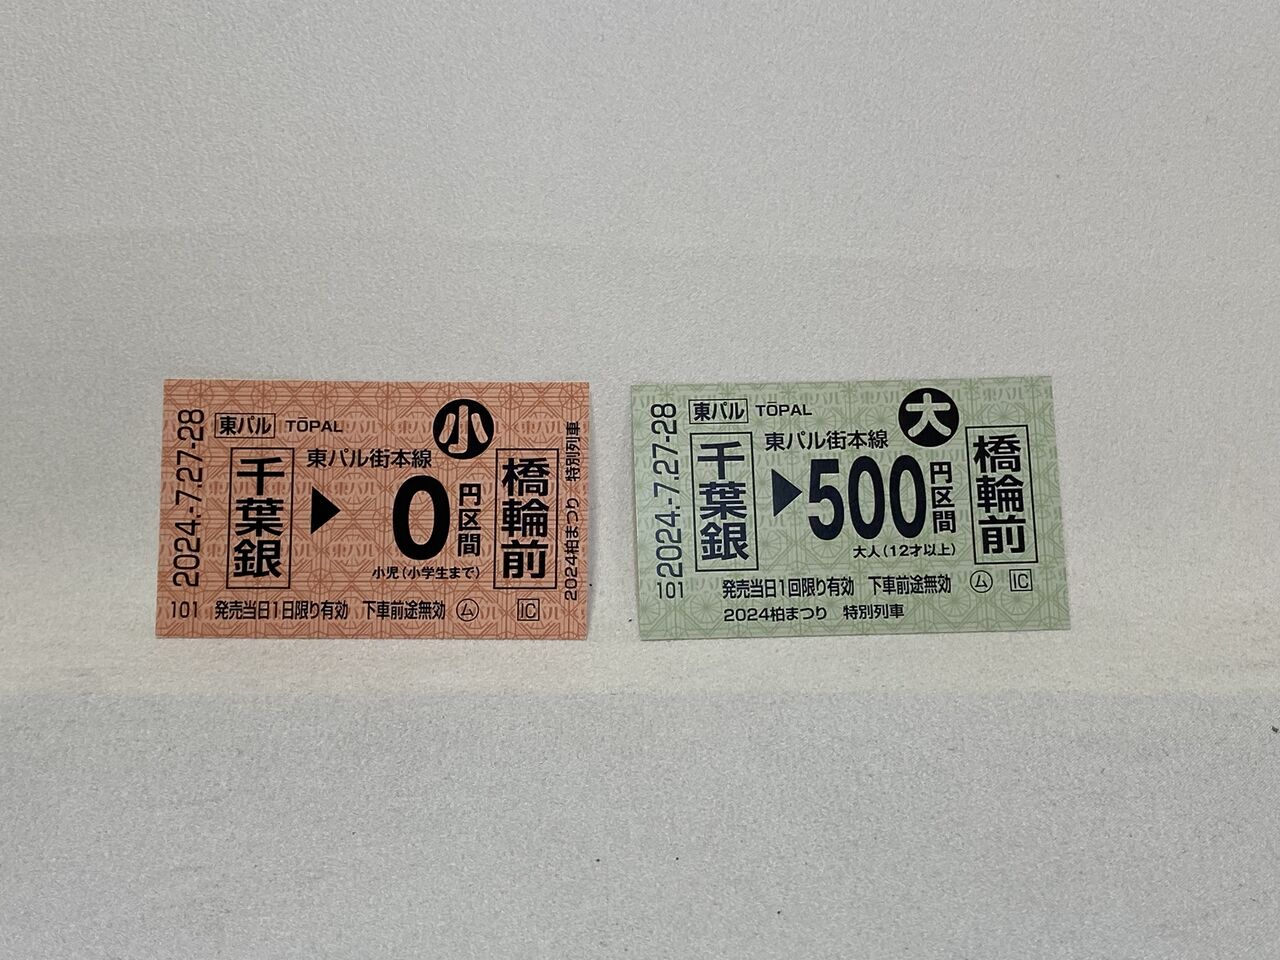 2024.-7.27-28
東パル TŌPAL
小
東パル街本線
千葉銀
▶
0円区間
橋輪前
小児(小学生まで)
101 発売当日1日限り有効 下車前途無効 ム IC
2024柏まつり 特別列車
2024.-7.27-28
東パル TŌPAL
大
東パル街本線
千葉銀
▶
500円区間
橋輪前
大人(12才以上)
101 発売当日1回限り有効 下車前途無効 ム IC
2024柏まつり 特別列車